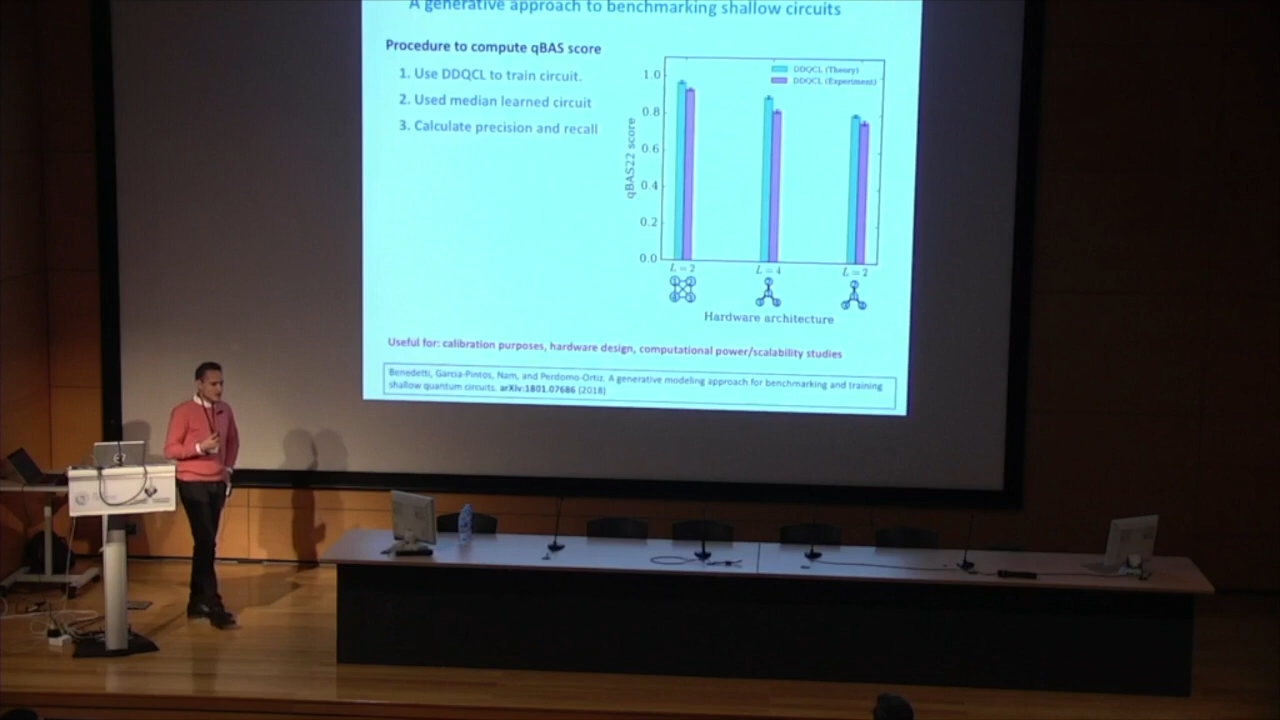 A generative approach to benchmarking shallow circuits
Procedure to compute qBAS score
1. Use DDQCL to train circuit.
2. Used median learned circuit
3. Calculate precision and recall
DDQCL (Theory)
DDQCL (Experiment)
qBAS22 score
1.0
0.8
0.6
0.4
0.2
0.0
L = 2
L = 4
L = 2
Hardware architecture
Useful for: calibration purposes, hardware design, computational power/scalability studies
Benedetti, Garcia-Pintos, Nam, and Perdomo-Ortiz. A generative modeling approach for benchmarking and training
shallow quantum circuits. arXiv:1801.07686 (2018)